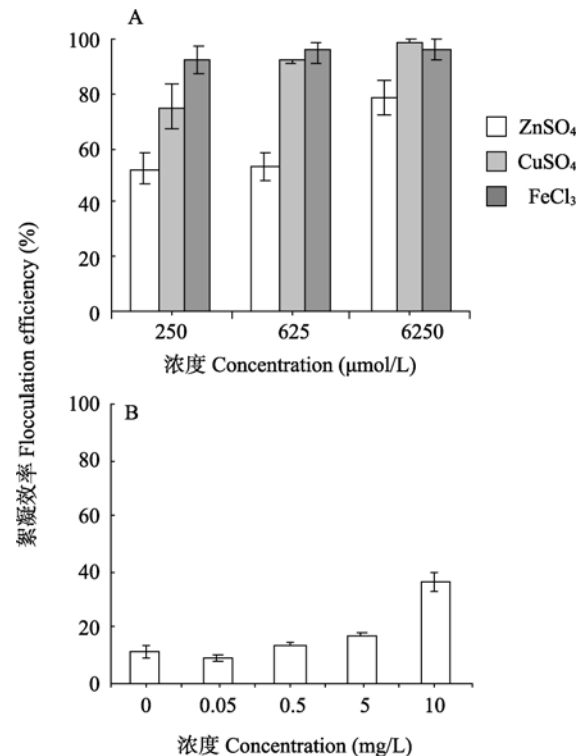 A
100
80
60
40
20
0
250 625 6250
浓度 Concentration (μmol/L)
ZnSO₄
CuSO₄
FeCl₃
絮凝效率 Flocculation efficiency (%)
B
100
80
60
40
20
0
0 0.05 0.5 5 10
浓度 Concentration (mg/L)